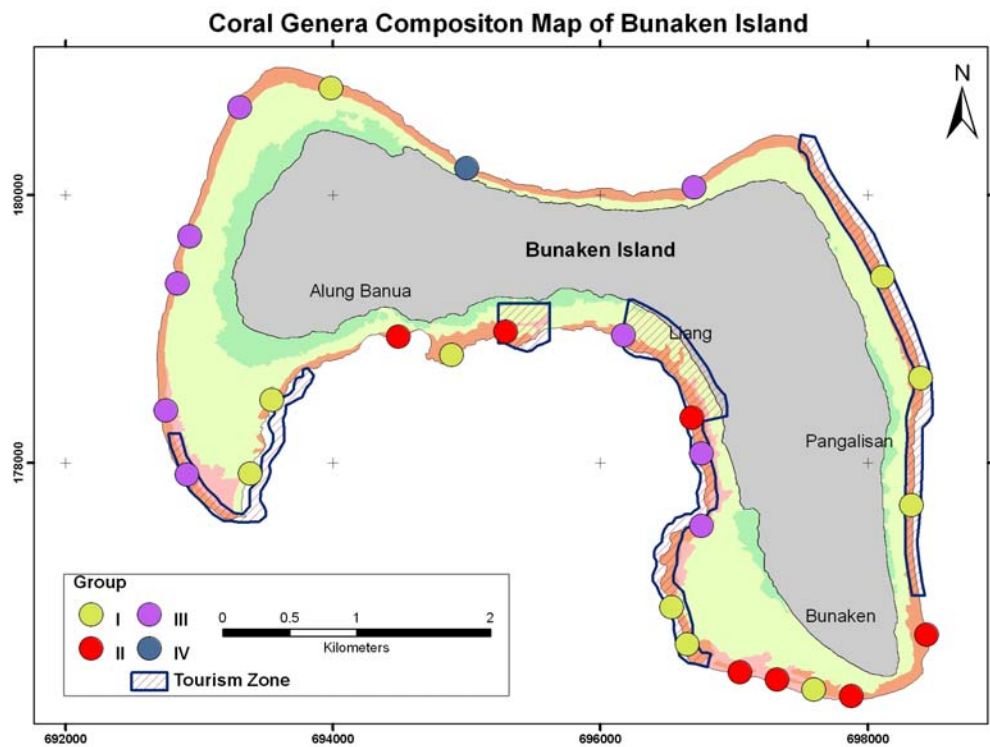 Coral Genera Compositon Map of Bunaken Island
N
180000
Bunaken Island
Alung Banua
Liang
178000
Pangalisan
Bunaken
Group
I
III
II
IV
0 0.5 1 2
Kilometers
Tourism Zone
692000 694000 696000 698000